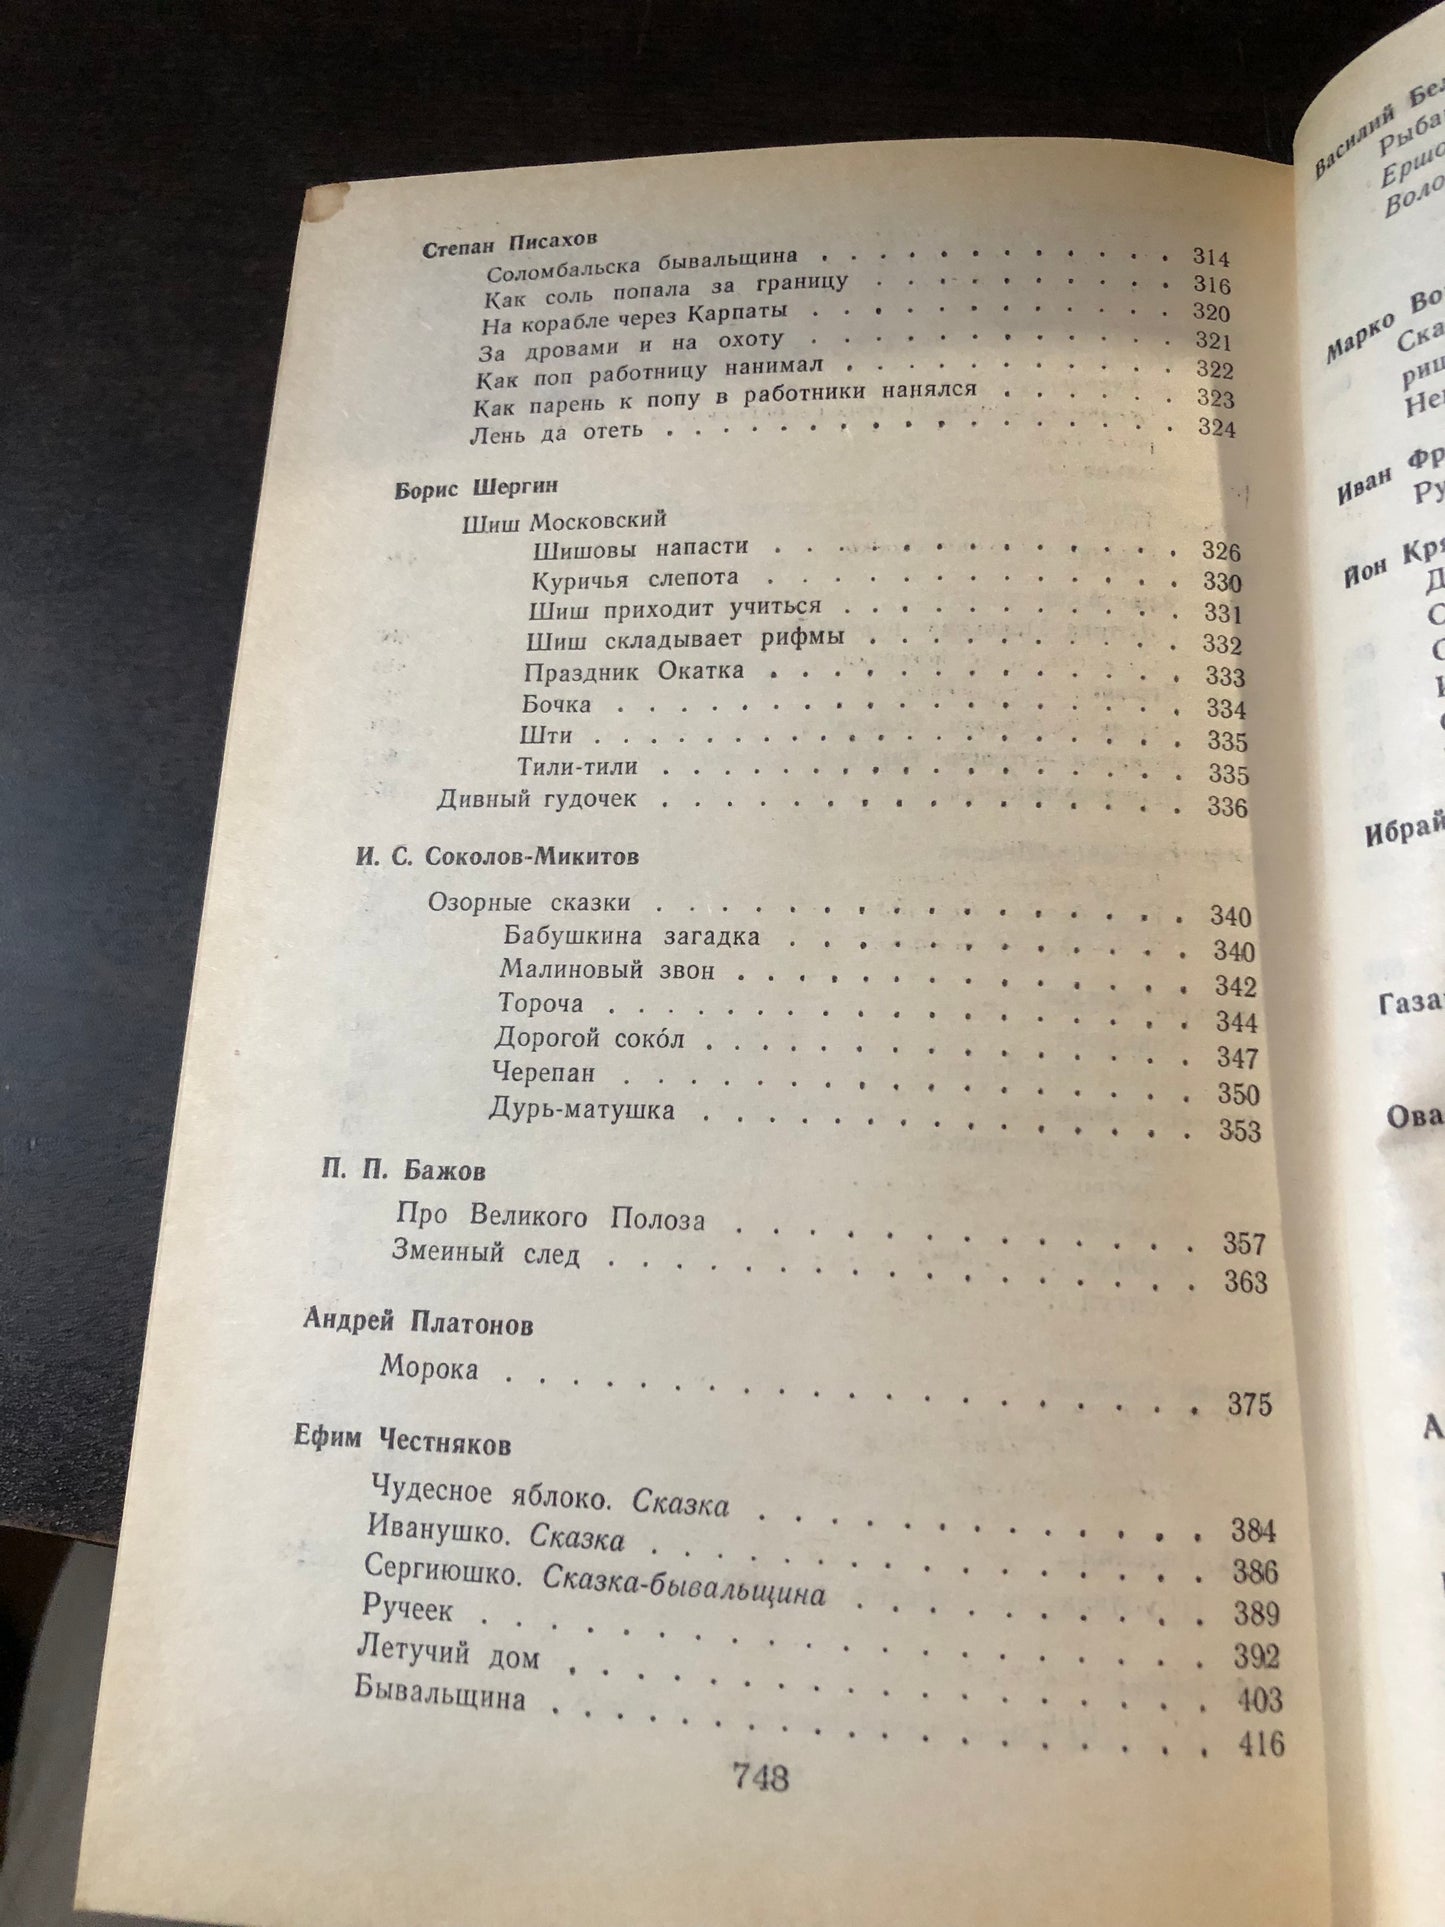 Степан Писахов
Соломбальска бывальщина . . . . . . . . . . . 314
Как соль попала за границу . . . . . . . . . . 316
На корабле через Карпаты . . . . . . . . . . . . 320
За дровами и на охоту . . . . . . . . . . . . 321
Как поп работницу нанимал . . . . . . . . . . . 322
Как парень к попу в работники нанялся . . . . . . 323
Лень да отеть . . . . . . . . . . . . . . . . . 324
Борис Шергин
Шиш Московский
Шишовы напасти . . . . . . . . . . . . . 326
Куричья слепота . . . . . . . . . . . . . 330
Шиш приходит учиться . . . . . . . . . . . 331
Шиш складывает рифмы . . . . . . . . . . 332
Праздник Окатка . . . . . . . . . . . . . 333
Бочка . . . . . . . . . . . . . . . . . . 334
Шти . . . . . . . . . . . . . . . . . . . 335
Тили-тили . . . . . . . . . . . . . . . . 335
Дивный гудочек . . . . . . . . . . . . . . . . 336
И. С. Соколов-Микитов
Озорные сказки . . . . . . . . . . . . . . . . 340
Бабушкина загадка . . . . . . . . . . . . 340
Малиновый звон . . . . . . . . . . . . . 342
Тороча . . . . . . . . . . . . . . . . . 344
Дорогой соко́л . . . . . . . . . . . . . 347
Черепан . . . . . . . . . . . . . . . . . 350
Дурь-матушка . . . . . . . . . . . . . . 353
П. П. Бажов
Про Великого Полоза . . . . . . . . . . . . . . 357
Змеиный след . . . . . . . . . . . . . . . . . 363
Андрей Платонов
Морока . . . . . . . . . . . . . . . . . . . . 375
Ефим Честняков
Чудесное яблоко. Сказка . . . . . . . . . . . . . 384
Иванушко. Сказка . . . . . . . . . . . . . . . . 386
Сергиюшко. Сказка-бывальщина . . . . . . . . . . 389
Ручеек . . . . . . . . . . . . . . . . . . . . 392
Летучий дом . . . . . . . . . . . . . . . . . . 403
Бывальщина . . . . . . . . . . . . . . . . . . 416
748
Василий
Марко
Иван
Йон